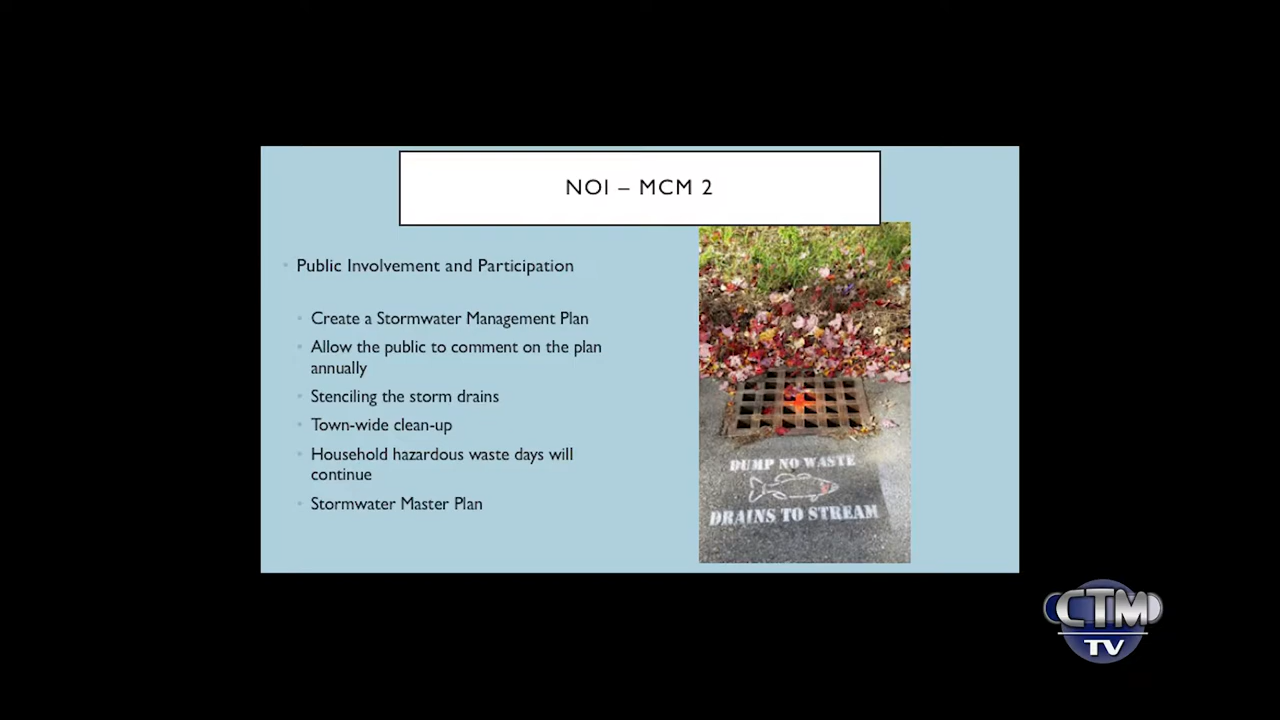 NOI – MCM 2
Public Involvement and Participation
Create a Stormwater Management Plan
Allow the public to comment on the plan
annually
Stenciling the storm drains
Town-wide clean-up
Household hazardous waste days will
continue
Stormwater Master Plan
DUMP NO WASTE
DRAINS TO STREAM
CTM
TV